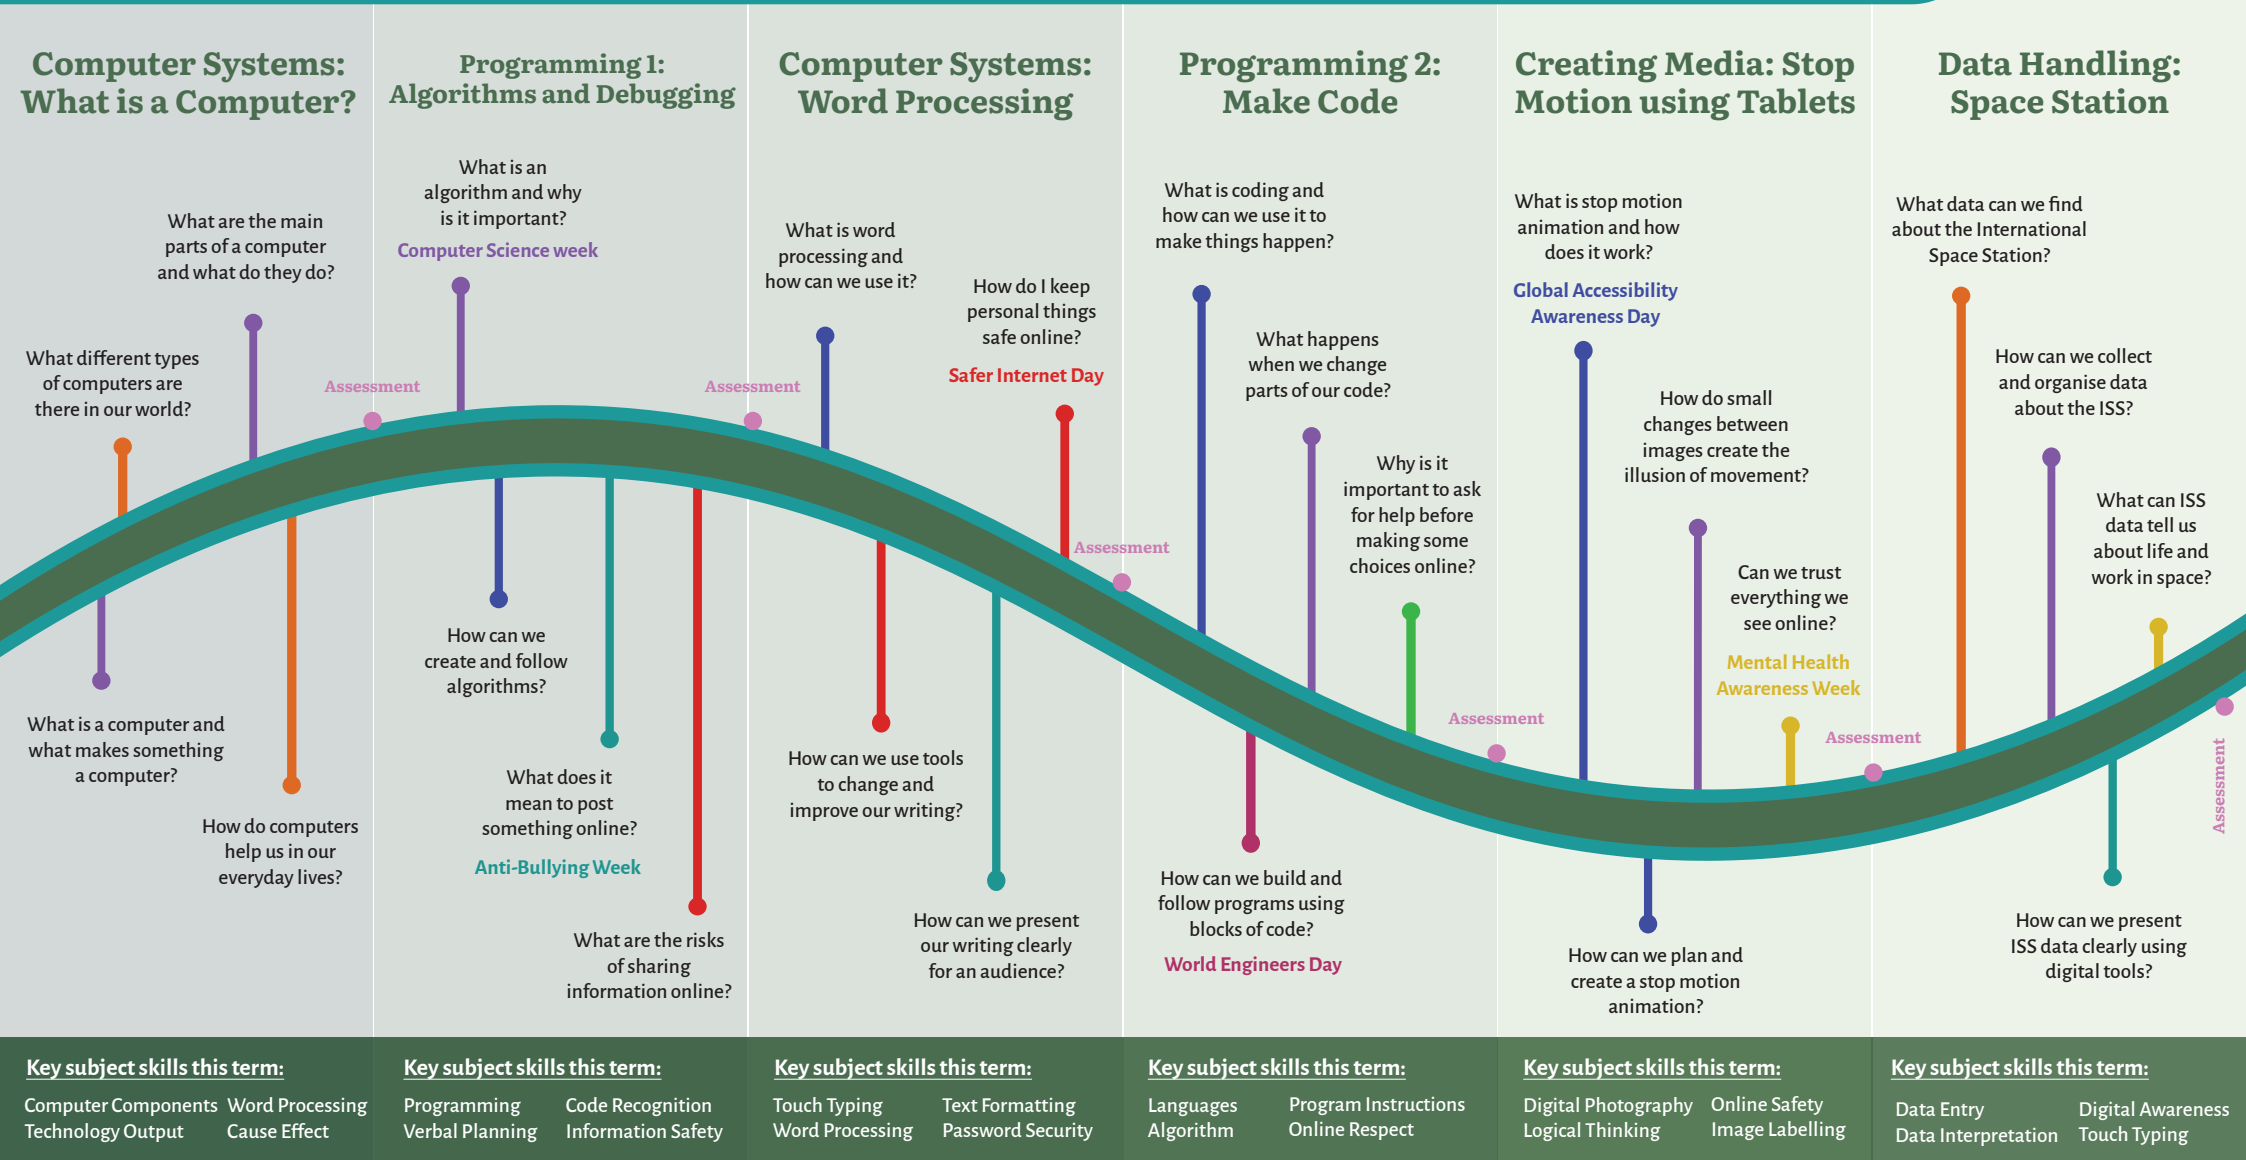 Computer Systems:
What is a Computer?
What are the main
parts of a computer
and what do they do?
What different types
of computers are
there in our world?
Assessment
What is a computer and
what makes something
a computer?
How do computers
help us in our
everyday lives?
Key subject skills this term:
Computer Components
Technology Output
Word Processing
Cause Effect
Programming 1:
Algorithms and Debugging
What is an
algorithm and why
is it important?
Computer Science week
Assessment
How can we
create and follow
algorithms?
What does it
mean to post
something online?
Anti-Bullying Week
What are the risks
of sharing
information online?
Key subject skills this term:
Programming
Verbal Planning
Code Recognition
Information Safety
Computer Systems:
Word Processing
What is word
processing and
how can we use it?
How do I keep
personal things
safe online?
Safer Internet Day
Assessment
How can we use tools
to change and
improve our writing?
How can we present
our writing clearly
for an audience?
Key subject skills this term:
Touch Typing
Word Processing
Text Formatting
Password Security
Programming 2:
Make Code
What is coding and
how can we use it to
make things happen?
What happens
when we change
parts of our code?
Why is it
important to ask
for help before
making some
choices online?
Assessment
How can we build and
follow programs using
blocks of code?
World Engineers Day
Key subject skills this term:
Languages
Algorithm
Program Instructions
Online Respect
Creating Media: Stop
Motion using Tablets
What is stop motion
animation and how
does it work?
Global Accessibility
Awareness Day
How do small
changes between
images create the
illusion of movement?
Can we trust
everything we
see online?
Mental Health
Awareness Week
Assessment
How can we plan and
create a stop motion
animation?
Key subject skills this term:
Digital Photography
Logical Thinking
Online Safety
Image Labelling
Data Handling:
Space Station
What data can we find
about the International
Space Station?
How can we collect
and organise data
about the ISS?
What can ISS
data tell us
about life and
work in space?
Assessment
How can we present
ISS data clearly using
digital tools?
Key subject skills this term:
Data Entry
Data Interpretation
Digital Awareness
Touch Typing